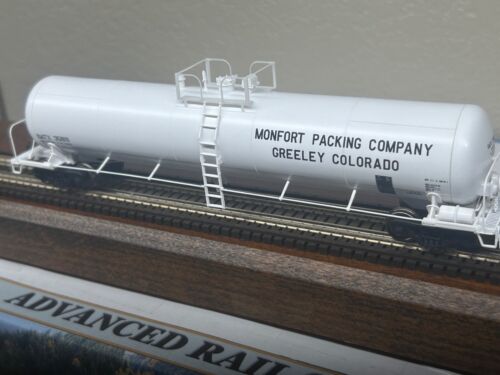 MONFORT PACKING COMPANY
GREELEY COLORADO
ADVANCED RAIL